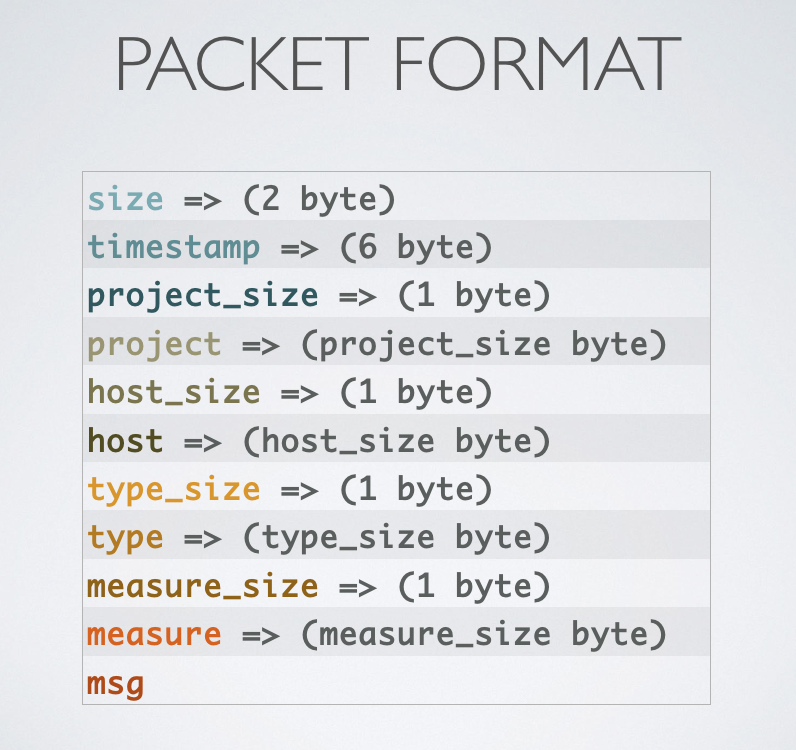 PACKET FORMAT
size => (2 byte)
timestamp => (6 byte)
project_size => (1 byte)
project => (project_size byte)
host_size => (1 byte)
host => (host_size byte)
type_size => (1 byte)
type => (type_size byte)
measure_size => (1 byte)
measure => (measure_size byte)
msg